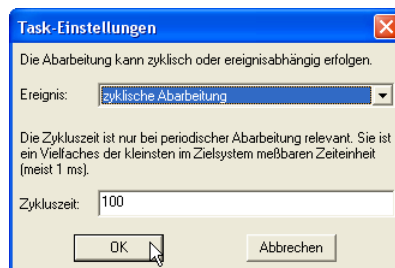 Task-Einstellungen
Die Abarbeitung kann zyklisch oder ereignisabhängig erfolgen.
Ereignis: zyklische Abarbeitung
Die Zykluszeit ist nur bei periodischer Abarbeitung relevant. Sie ist
ein Vielfaches der kleinsten im Zielsystem meßbaren Zeiteinheit
(meist 1 ms).
Zykluszeit: 100
OK Abbrechen